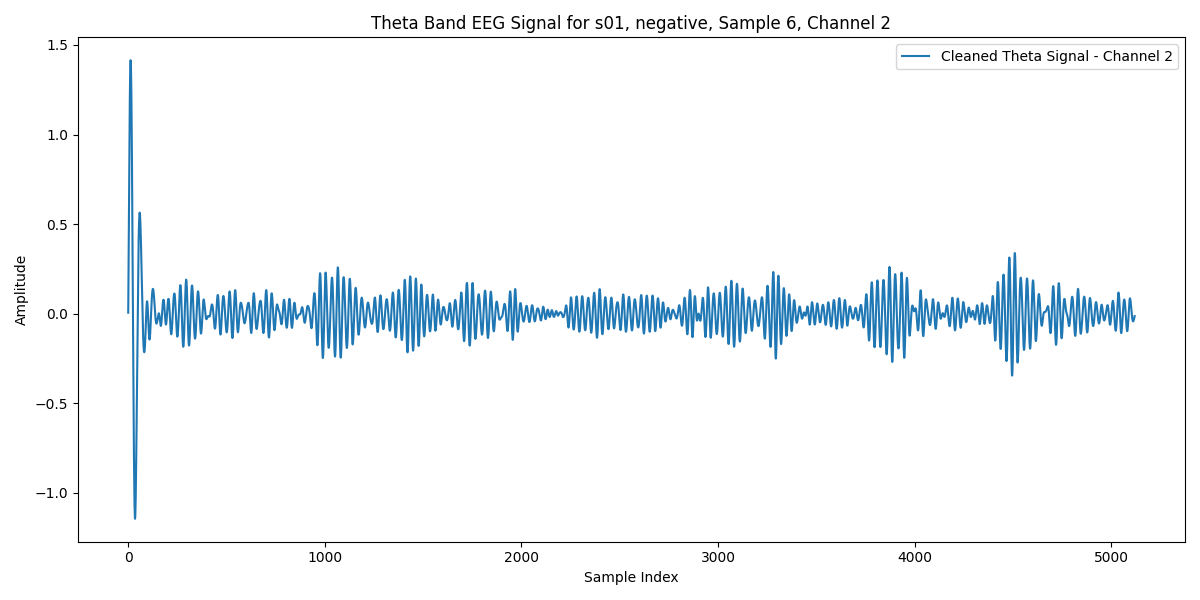 Theta Band EEG Signal for s01, negative, Sample 6, Channel 2
Cleaned Theta Signal - Channel 2
1.5
1.0
0.5
0.0
−0.5
−1.0
Amplitude
0 1000 2000 3000 4000 5000
Sample Index